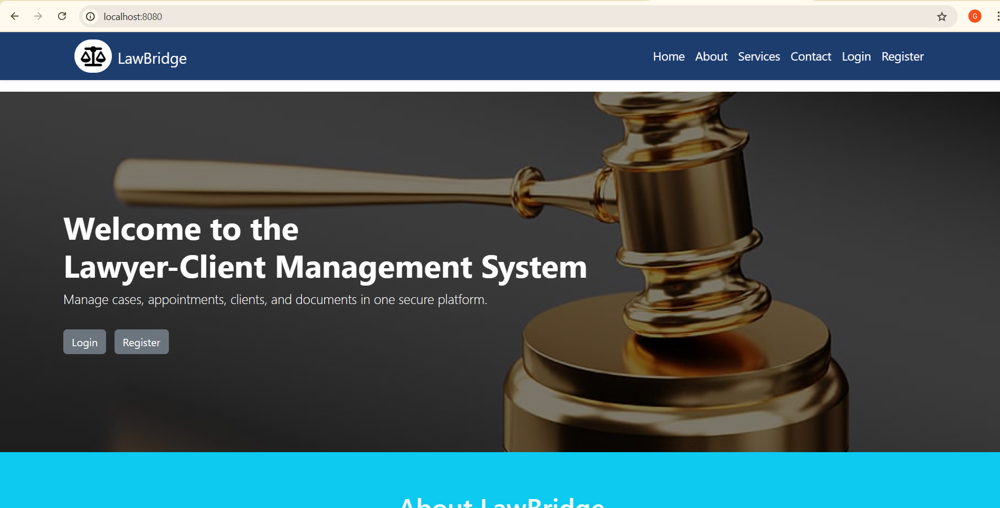 localhost:8080
G
LawBridge
Home About Services Contact Login Register
Welcome to the
Lawyer-Client Management System
Manage cases, appointments, clients, and documents in one secure platform.
Login Register
About LawBridge